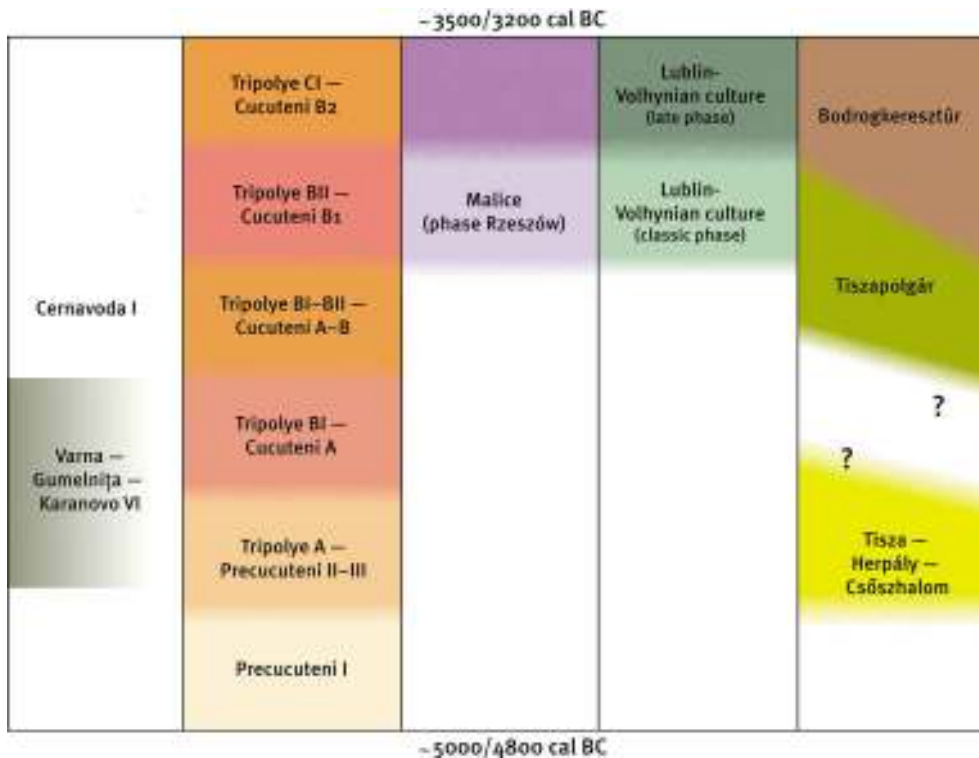 ~3500/3200 cal BC
Cernavoda I
Varna —
Gumelnița —
Karanovo VI
Tripolye CI —
Cucuteni B2
Tripolye BII —
Cucuteni B1
Tripolye BI–BII —
Cucuteni A–B
Tripolye BI —
Cucuteni A
Tripolye A —
Precucuteni II–III
Precucuteni I
Malice
(phase Rzeszów)
Lublin-
Volhynian culture
(late phase)
Lublin-
Volhynian culture
(classic phase)
Bodrogkeresztúr
Tiszapolgár
?
?
Tisza —
Herpály —
Csőszhalom
~5000/4800 cal BC